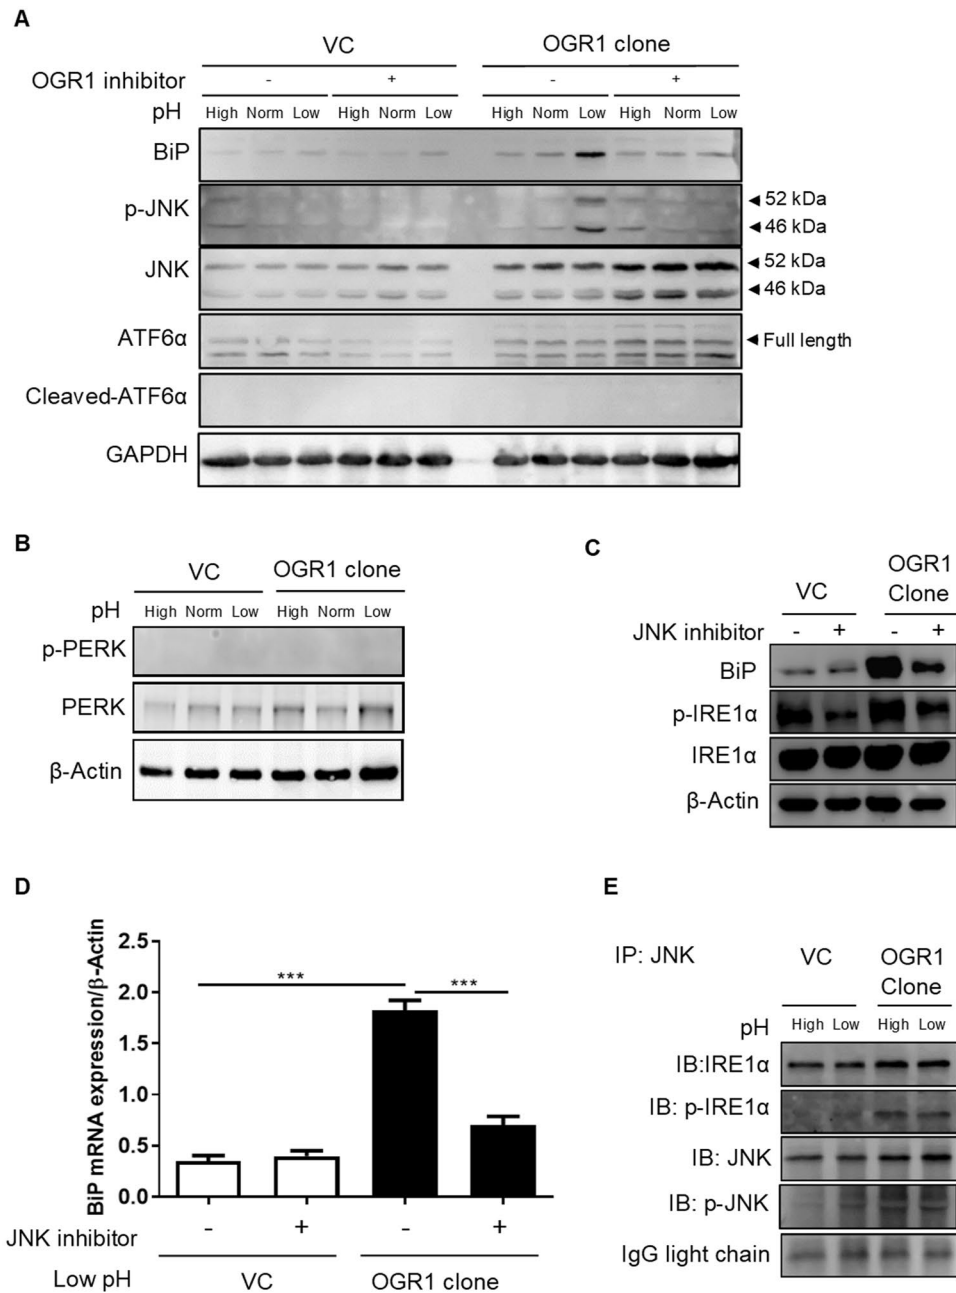 A
VC OGR1 clone
OGR1 inhibitor - + - +
pH High Norm Low High Norm Low High Norm Low High Norm Low
BiP
p-JNK
◄ 52 kDa
◄ 46 kDa
JNK
◄ 52 kDa
◄ 46 kDa
ATF6α
◄ Full length
Cleaved-ATF6α
GAPDH
B
VC OGR1 clone
pH High Norm Low High Norm Low
p-PERK
PERK
β-Actin
C
VC OGR1 Clone
JNK inhibitor - + - +
BiP
p-IRE1α
IRE1α
β-Actin
D
BiP mRNA expression/β-Actin
2.5
2.0
1.5
1.0
0.5
0.0
*** ***
JNK inhibitor - + - +
Low pH VC OGR1 clone
E
IP: JNK
VC OGR1 Clone
pH High Low High Low
IB:IRE1α
IB: p-IRE1α
IB: JNK
IB: p-JNK
IgG light chain